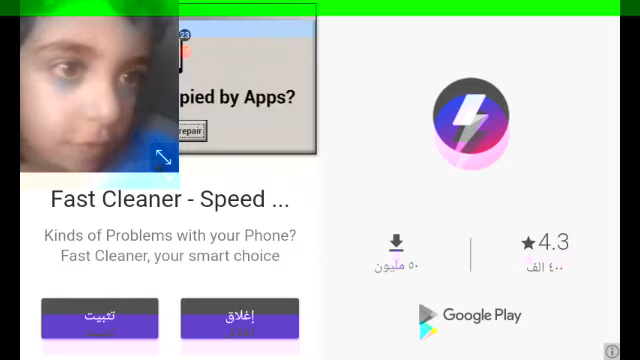 23
pied by Apps?
repair
Fast Cleaner - Speed ...
Kinds of Problems with your Phone?
Fast Cleaner, your smart choice
تثبيت
إغلاق
4.3
٥٠ مليون
٤٠٠ الف
Google Play